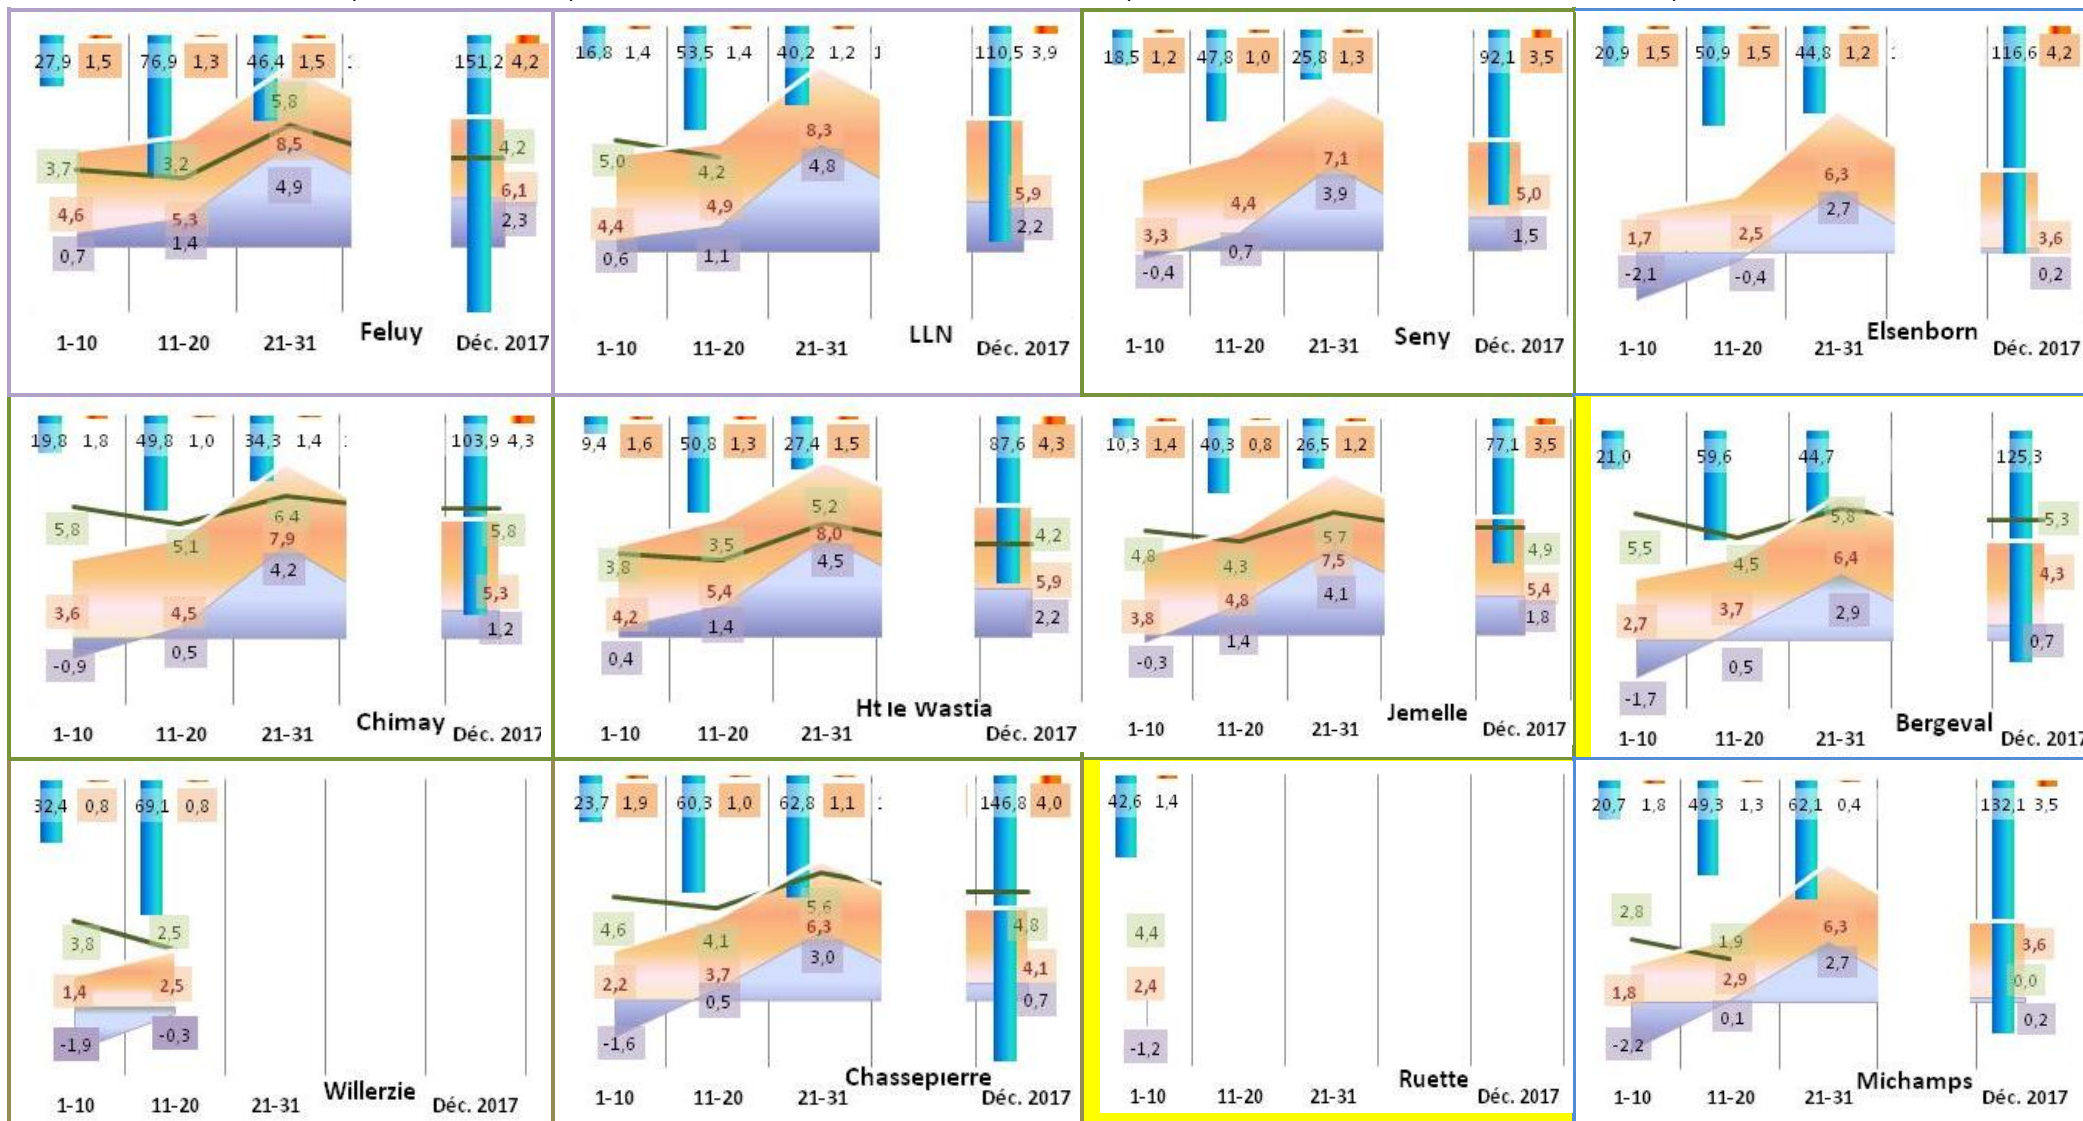 27,9 1,5 76,9 1,3 46,4 1,5 151,2 4,2
5,8
3,7 3,2 8,5 4,2
4,9 6,1
4,6 5,3 2,3
0,7 1,4
Feluy
1-10 11-20 21-31 Déc. 2017
16,8 1,4 53,5 1,4 40,2 1,2 110,5 3,9
8,3
5,0 4,2 4,8
4,9 5,9
4,4 2,2
0,6 1,1
LLN
1-10 11-20 21-31 Déc. 2017
18,5 1,2 47,8 1,0 25,8 1,3 92,1 3,5
7,1
4,4 3,9 5,0
3,3 1,5
-0,4 0,7
Seny
1-10 11-20 21-31 Déc. 2017
20,9 1,5 50,9 1,5 44,8 1,2 116,6 4,2
6,3
2,7
1,7 2,5 3,6
-2,1 -0,4 0,2
Elsenborn
1-10 11-20 21-31 Déc. 2017
19,8 1,8 49,8 1,0 34,3 1,4 103,9 4,3
5,8 5,1 6,4 5,8
7,9
4,2
3,6 4,5 5,3
-0,9 0,5 1,2
Chimay
1-10 11-20 21-31 Déc. 2017
9,4 1,6 50,8 1,3 27,4 1,5 87,6 4,3
5,2
3,8 3,5 8,0 4,2
4,5
4,2 5,4 5,9
0,4 1,4 2,2
Ht le Wastia
1-10 11-20 21-31 Déc. 2017
10,3 1,4 40,3 0,8 26,5 1,2 77,1 3,5
4,8 4,3 5,7 4,9
7,5
3,8 4,8 4,1 5,4
-0,3 1,4 1,8
Jemelle
1-10 11-20 21-31 Déc. 2017
21,0 59,6 44,7 125,3
5,5 4,5 5,8 5,3
6,4 4,3
2,7 3,7 2,9
-1,7 0,5 0,7
Bergeval
1-10 11-20 21-31 Déc. 2017
32,4 0,8 69,1 0,8
3,8 2,5
1,4 2,5
-1,9 -0,3
Willerzie
1-10 11-20 21-31 Déc. 2017
23,7 1,9 60,3 1,0 62,8 1,1 146,8 4,0
4,6 4,1 5,6 4,8
6,3
2,2 3,7 3,0 4,1
-1,6 0,5 0,7
Chassepierre
1-10 11-20 21-31 Déc. 2017
42,6 1,4
4,4
2,4
-1,2
Ruette
1-10 11-20 21-31 Déc. 2017
20,7 1,8 49,3 1,3 62,1 0,4 132,1 3,5
2,8 1,9 6,3 3,6
1,8 2,9 2,7 0,0
-2,2 0,1 0,2
Michamps
1-10 11-20 21-31 Déc. 2017